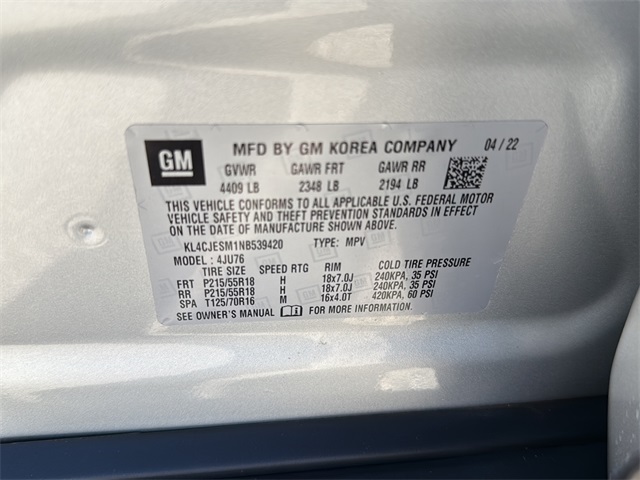 GM MFD BY GM KOREA COMPANY 04 / 22
GVWR GAWR FRT GAWR RR
4409 LB 2348 LB 2194 LB
THIS VEHICLE CONFORMS TO ALL APPLICABLE U.S. FEDERAL MOTOR
VEHICLE SAFETY AND THEFT PREVENTION STANDARDS IN EFFECT
ON THE DATE OF MANUFACTURE SHOWN ABOVE.
KL4CJESM1NB539420 TYPE: MPV
MODEL : 4JU76
TIRE SIZE SPEED RTG RIM COLD TIRE PRESSURE
FRT P215/55R18 H 18x7.0J 240KPA, 35 PSI
RR P215/55R18 H 18x7.0J 240KPA, 35 PSI
SPA T125/70R16 M 16x4.0T 420KPA, 60 PSI
SEE OWNER'S MANUAL FOR MORE INFORMATION.